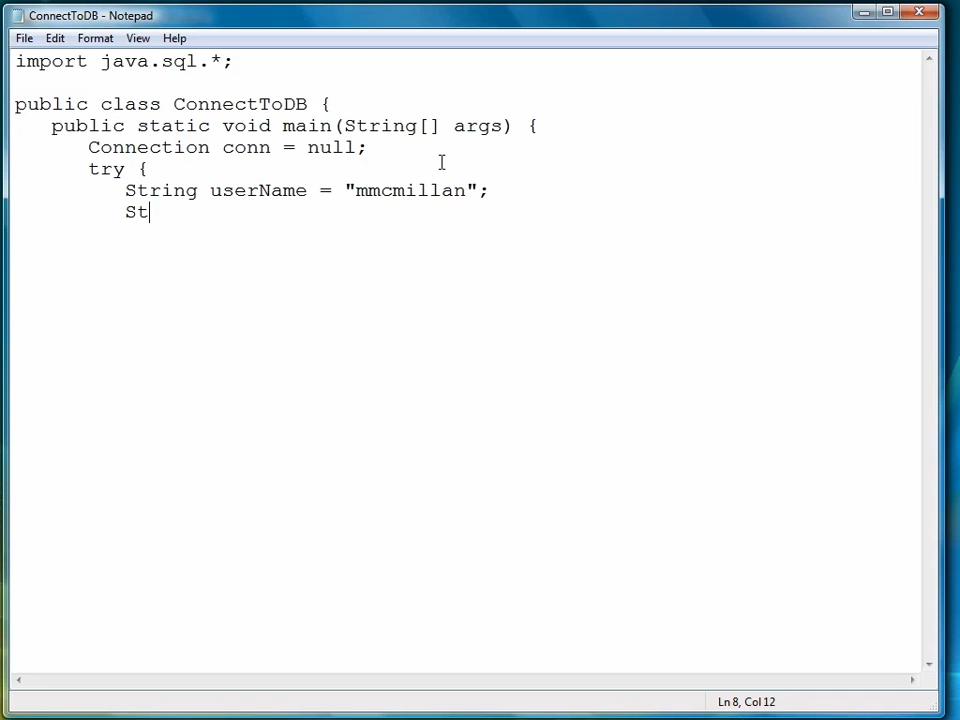 ConnectToDB - Notepad
File Edit Format View Help
import java.sql.*;
public class ConnectToDB {
   public static void main(String[] args) {
      Connection conn = null;
      try {
         String userName = "mmcmillan";
         St
Ln 8, Col 12